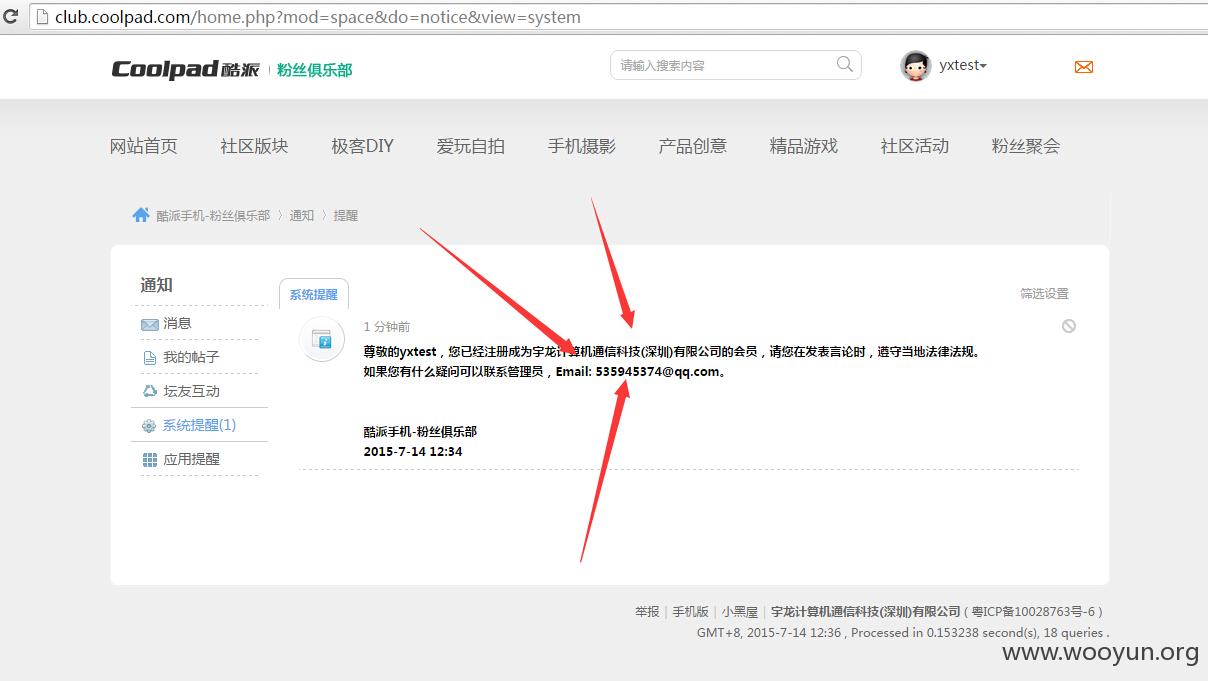 club.coolpad.com/home.php?mod=space&do=notice&view=system
Coolpad 酷派 粉丝俱乐部
请输入搜索内容
yxtest
网站首页 社区版块 极客DIY 爱玩自拍 手机摄影 产品创意 精品游戏 社区活动 粉丝聚会
酷派手机-粉丝俱乐部 〉 通知 〉 提醒
通知
系统提醒
筛选设置
消息
我的帖子
坛友互动
系统提醒(1)
应用提醒
1 分钟前
尊敬的yxtest，您已经注册成为宇龙计算机通信科技(深圳)有限公司的会员，请您在发表言论时，遵守当地法律法规。
如果您有什么疑问可以联系管理员，Email: 535945374@qq.com。
酷派手机-粉丝俱乐部
2015-7-14 12:34
举报 | 手机版 | 小黑屋 | 宇龙计算机通信科技(深圳)有限公司 ( 粤ICP备10028763号-6 )
GMT+8, 2015-7-14 12:36 , Processed in 0.153238 second(s), 18 queries .
www.wooyun.org